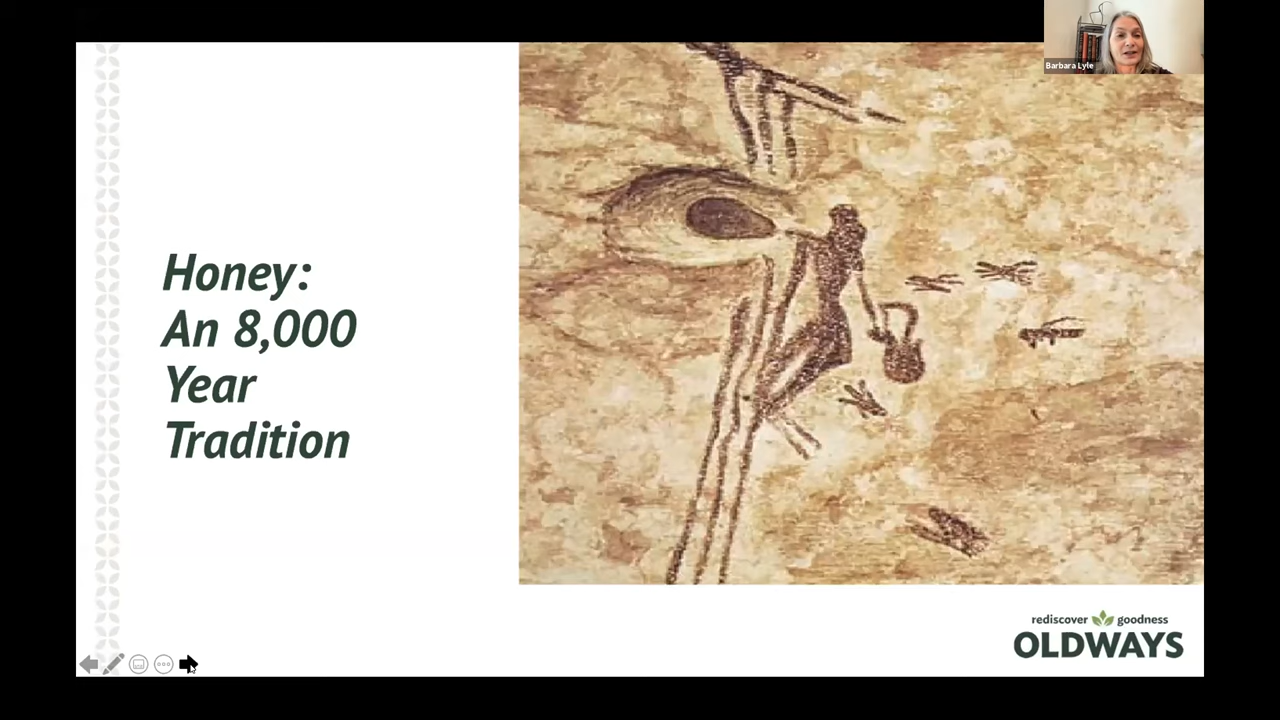 Barbara Lyle
Honey:
An 8,000
Year
Tradition
rediscover goodness
OLDWAYS